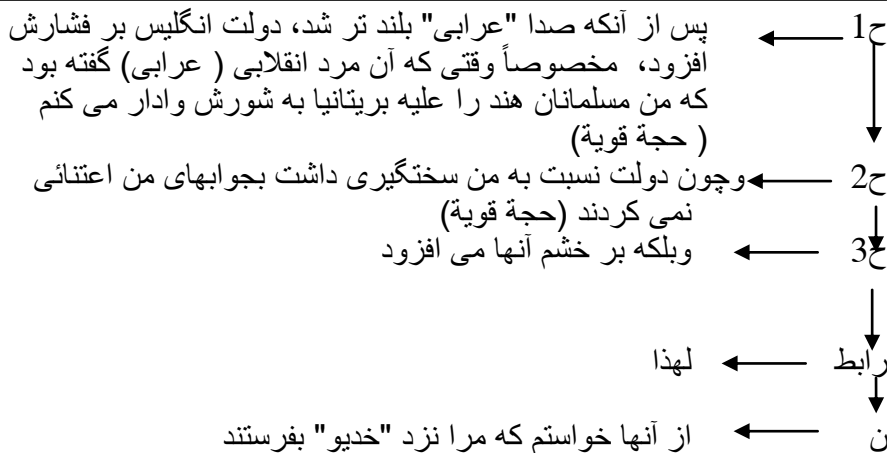 ح1 پس از آنکه صدا "عرابی" بلند تر شد، دولت انگلیس بر فشارش
افزود، مخصوصاً وقتی که آن مرد انقلابی ( عرابی) گفته بود
که من مسلمانان هند را علیه بریتانیا به شورش وادار می کنم
( حجة قویة)
ح2 وچون دولت نسبت به من سختگیری داشت بجوابهای من اعتنائی
نمی کردند (حجة قویة)
ح3 وبلکه بر خشم آنها می افزود
رابط لهذا
ن از آنها خواستم که مرا نزد "خدیو" بفرستند